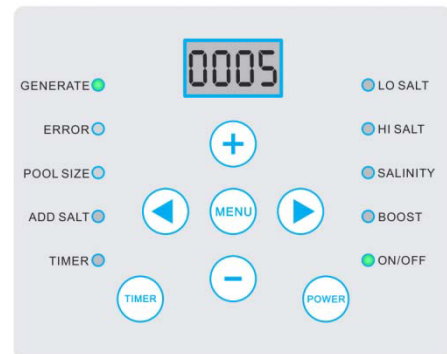 0005
GENERATE
LO SALT
ERROR
HI SALT
POOL SIZE
SALINITY
ADD SALT
MENU
BOOST
TIMER
ON/OFF
TIMER
POWER